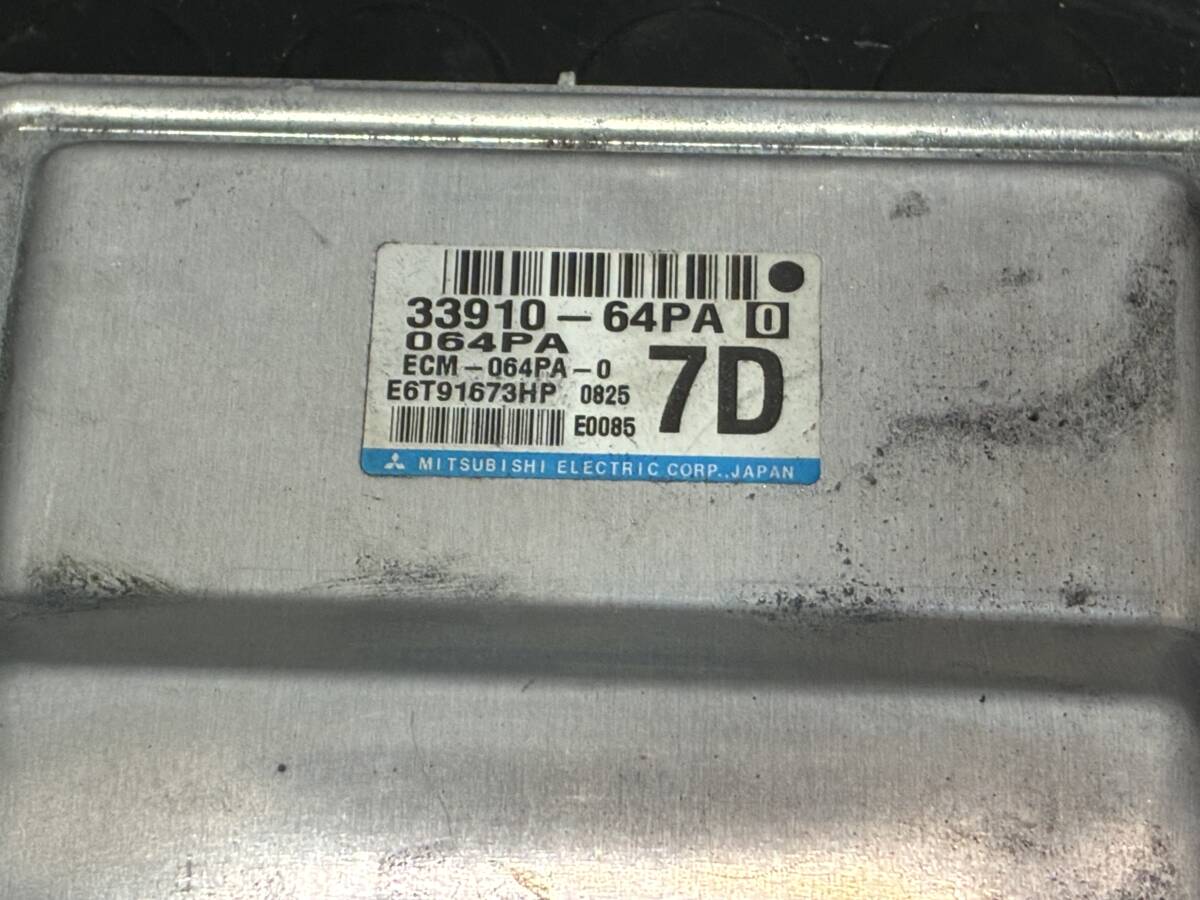 33910-64PA 0
064PA
ECM-064PA-0
7D
E6T91673HP 0825
E0085
MITSUBISHI ELECTRIC CORP.,JAPAN